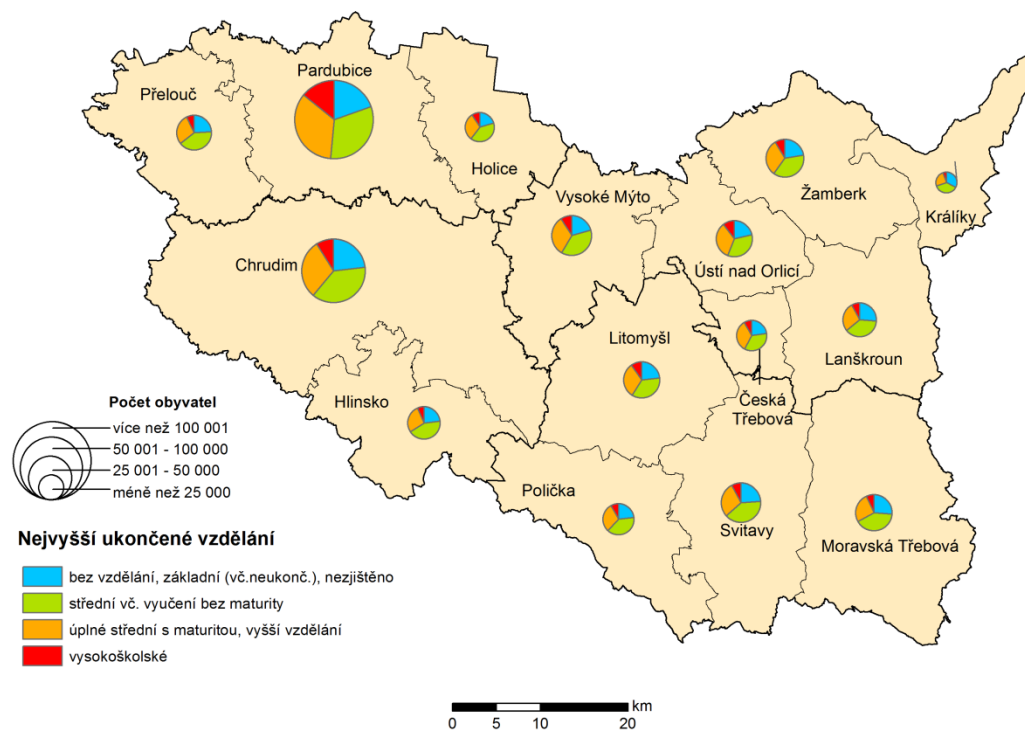 Pardubice
Přelouč
Holice
Vysoké Mýto
Žamberk
Králíky
Chrudim
Ústí nad Orlicí
Litomyšl
Lanškroun
Hlinsko
Česká
Třebová
Polička
Svitavy
Moravská Třebová
Počet obyvatel
více než 100 001
50 001 - 100 000
25 001 - 50 000
méně než 25 000
Nejvyšší ukončené vzdělání
bez vzdělání, základní (vč.neukonč.), nezjištěno
střední vč. vyučení bez maturity
úplné střední s maturitou, vyšší vzdělání
vysokoškolské
km
0 5 10 20